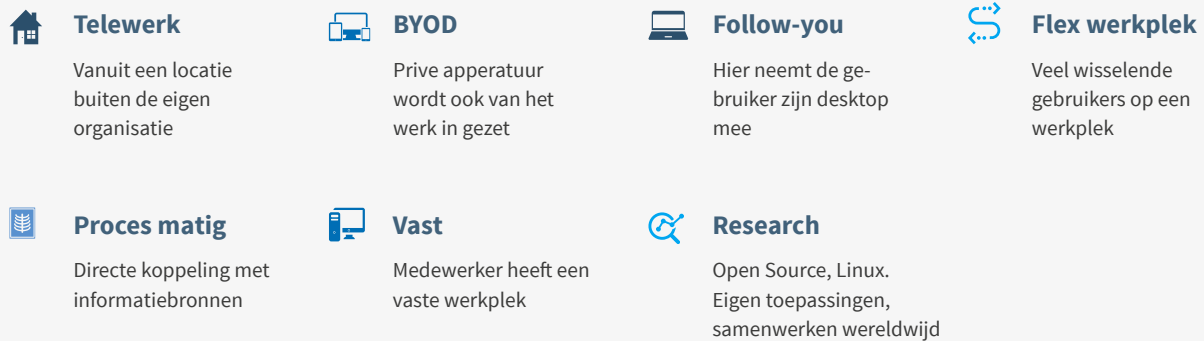 Telewerk
Vanuit een locatie
buiten de eigen
organisatie
BYOD
Prive apperatuur
wordt ook van het
werk in gezet
Follow-you
Hier neemt de ge-
bruiker zijn desktop
mee
Flex werkplek
Veel wisselende
gebruikers op een
werkplek
Proces matig
Directe koppeling met
informatiebronnen
Vast
Medewerker heeft een
vaste werkplek
Research
Open Source, Linux.
Eigen toepassingen,
samenwerken wereldwijd